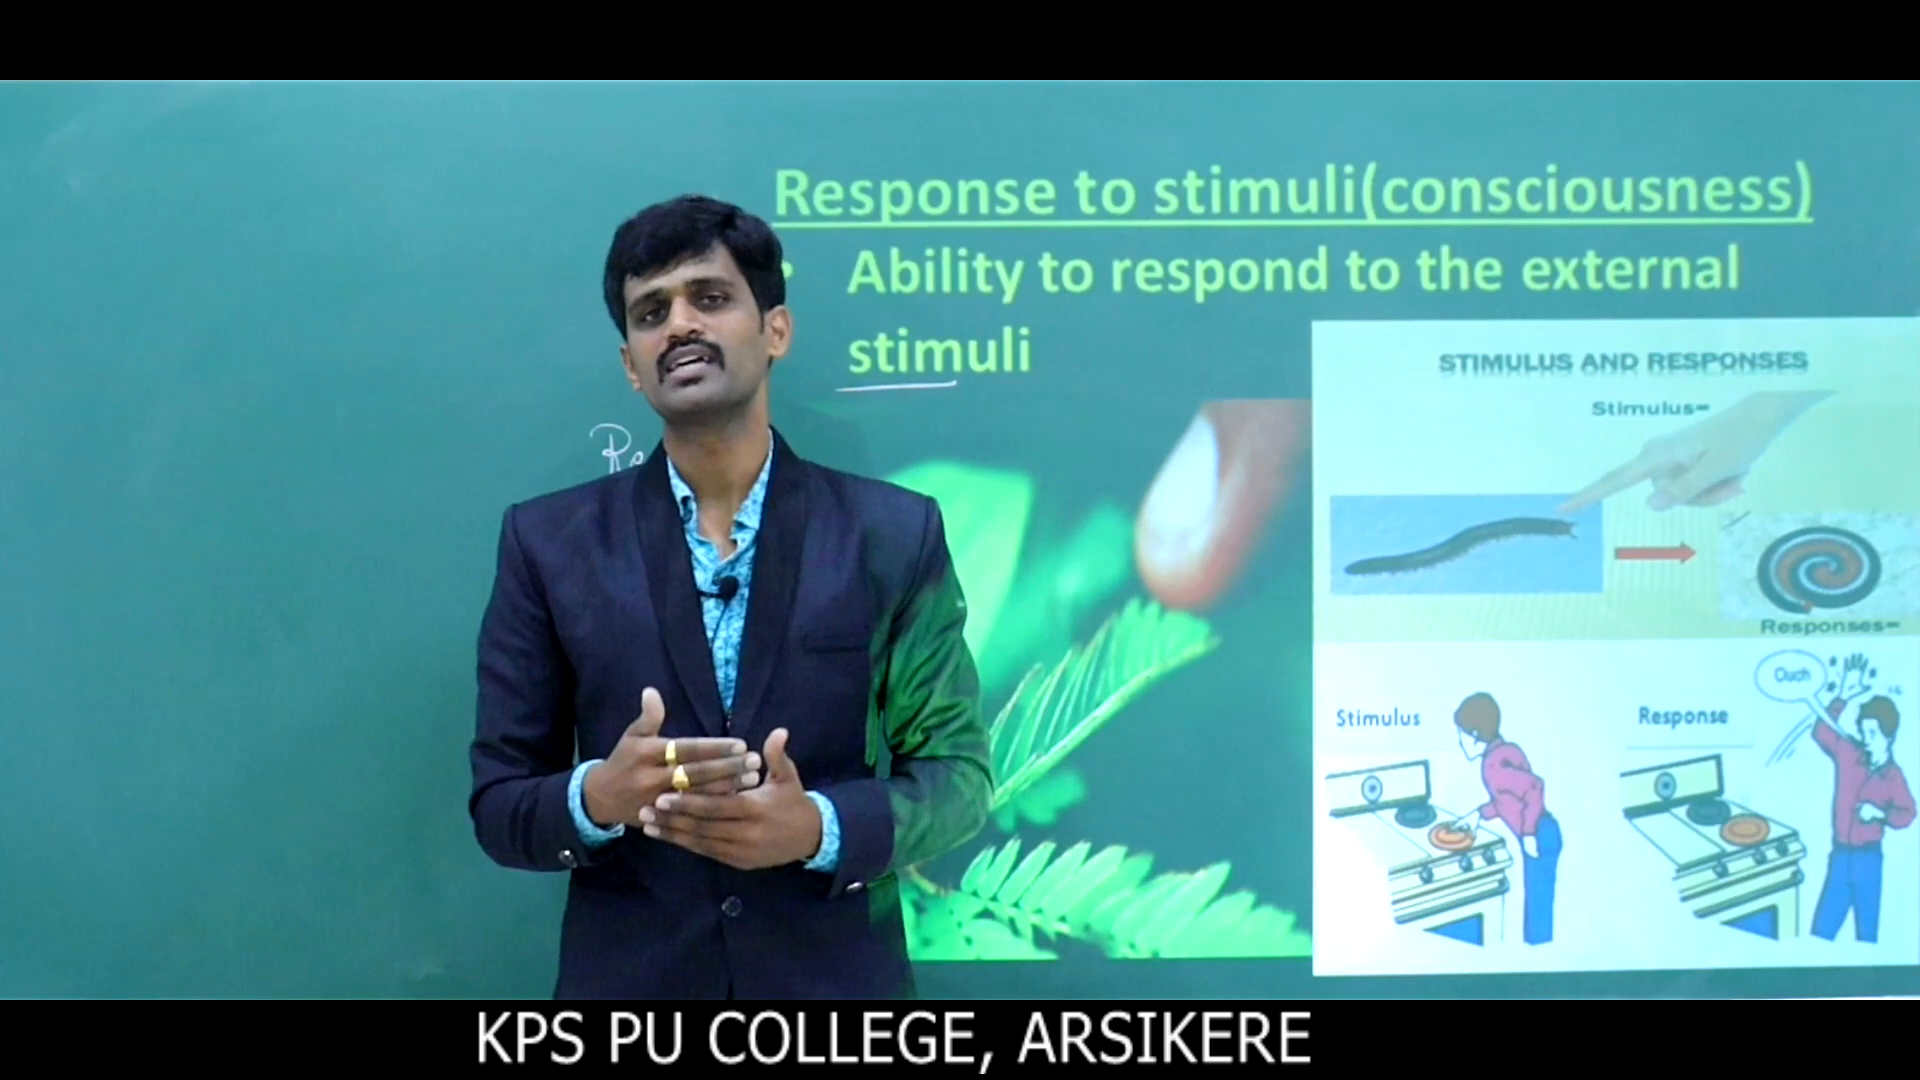 Response to stimuli(consciousness)
• Ability to respond to the external
stimuli
STIMULUS AND RESPONSES
Stimulus-
Responses-
Stimulus
Response
Ouch
KPS PU COLLEGE, ARSIKERE